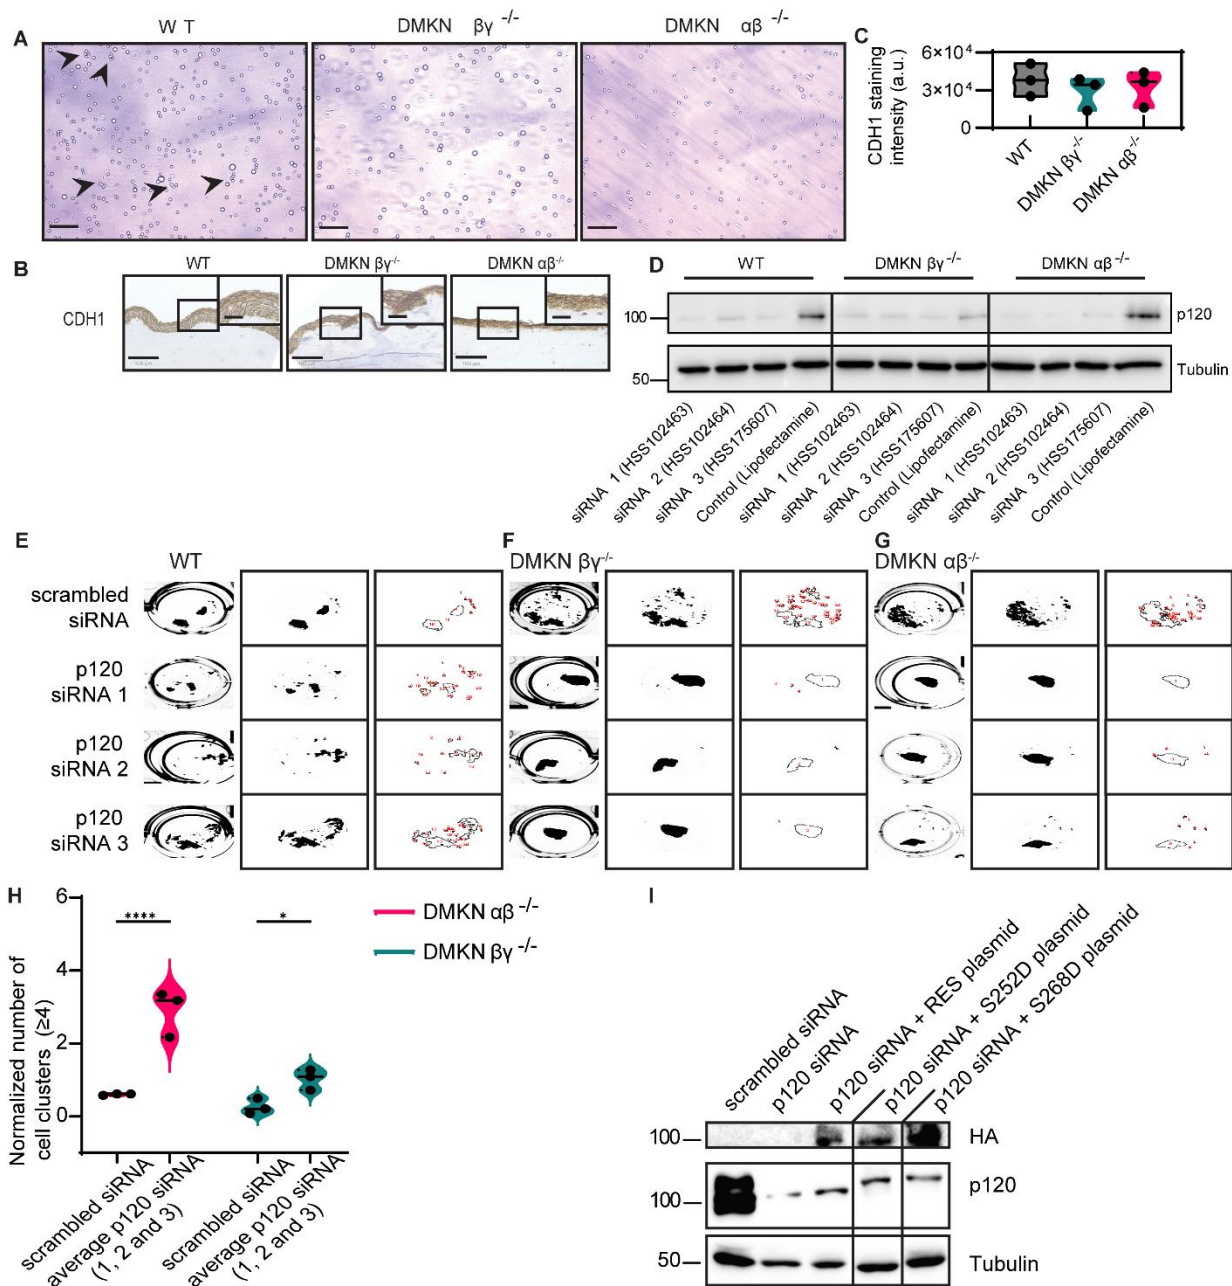 A
W T
DMKN βγ -/-
DMKN αβ -/-
C
6×10⁴
3×10⁴
0
CDH1 staining
intensity (a.u.)
WT
DMKN βγ-/-
DMKN αβ-/-
B
WT
DMKN βγ-/-
DMKN αβ-/-
CDH1
D
WT
DMKN βγ -/-
DMKN αβ-/-
100
p120
50
Tubulin
siRNA 1 (HSS102463)
siRNA 2 (HSS102464)
siRNA 3 (HSS175607)
Control (Lipofectamine)
siRNA 1 (HSS102463)
siRNA 2 (HSS102464)
siRNA 3 (HSS175607)
Control (Lipofectamine)
siRNA 1 (HSS102463)
siRNA 2 (HSS102464)
siRNA 3 (HSS175607)
Control (Lipofectamine)
E
WT
F
DMKN βγ-/-
G
DMKN αβ-/-
scrambled
siRNA
p120
siRNA 1
p120
siRNA 2
p120
siRNA 3
H
6
4
2
0
Normalized number of
cell clusters (≥4)
****
*
DMKN αβ -/-
DMKN βγ -/-
scrambled siRNA
average p120 siRNA
(1, 2 and 3)
scrambled siRNA
average p120 siRNA
(1, 2 and 3)
I
scrambled siRNA
p120 siRNA
p120 siRNA + RES plasmid
p120 siRNA + S252D plasmid
p120 siRNA + S268D plasmid
100
HA
100
p120
50
Tubulin